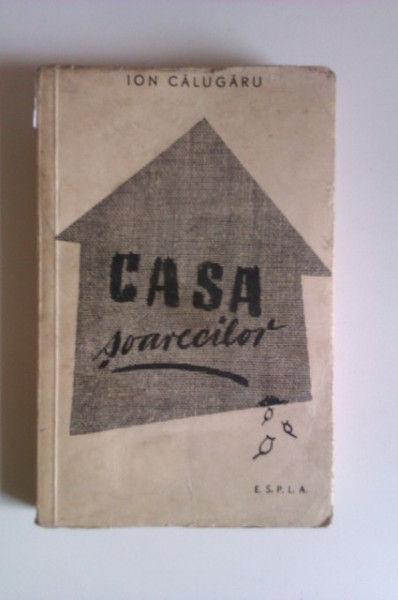 ION CĂLUGĂRU
CASA
șoarecilor
E. S. P. L. A.